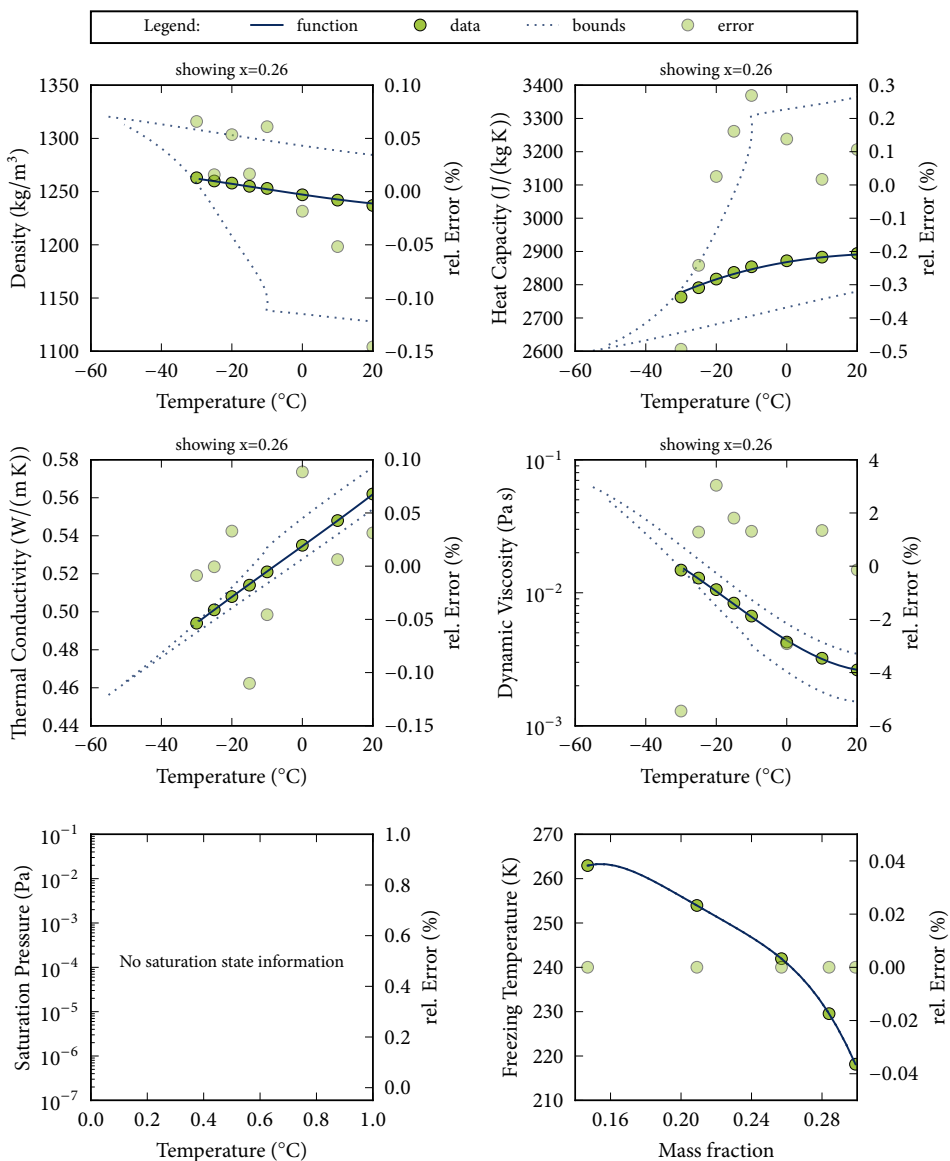 Legend: function data bounds error
showing x=0.26
1350
1300
1250
1200
1150
1100
Density (kg/m³)
−60 −40 −20 0 20
Temperature (°C)
0.10
0.05
0.00
−0.05
−0.10
−0.15
rel. Error (%)
showing x=0.26
3400
3300
3200
3100
3000
2900
2800
2700
2600
Heat Capacity (J/(kg K))
−60 −40 −20 0 20
Temperature (°C)
0.3
0.2
0.1
0.0
−0.1
−0.2
−0.3
−0.4
−0.5
rel. Error (%)
showing x=0.26
0.58
0.56
0.54
0.52
0.50
0.48
0.46
0.44
Thermal Conductivity (W/(m K))
−60 −40 −20 0 20
Temperature (°C)
0.10
0.05
0.00
−0.05
−0.10
−0.15
rel. Error (%)
showing x=0.26
10⁻¹
10⁻²
10⁻³
Dynamic Viscosity (Pa s)
−60 −40 −20 0 20
Temperature (°C)
4
2
0
−2
−4
−6
rel. Error (%)
10⁻¹
10⁻²
10⁻³
10⁻⁴
10⁻⁵
10⁻⁶
10⁻⁷
Saturation Pressure (Pa)
No saturation state information
0.0 0.2 0.4 0.6 0.8 1.0
Temperature (°C)
1.0
0.8
0.6
0.4
0.2
0.0
rel. Error (%)
270
260
250
240
230
220
210
Freezing Temperature (K)
0.16 0.20 0.24 0.28
Mass fraction
0.04
0.02
0.00
−0.02
−0.04
rel. Error (%)